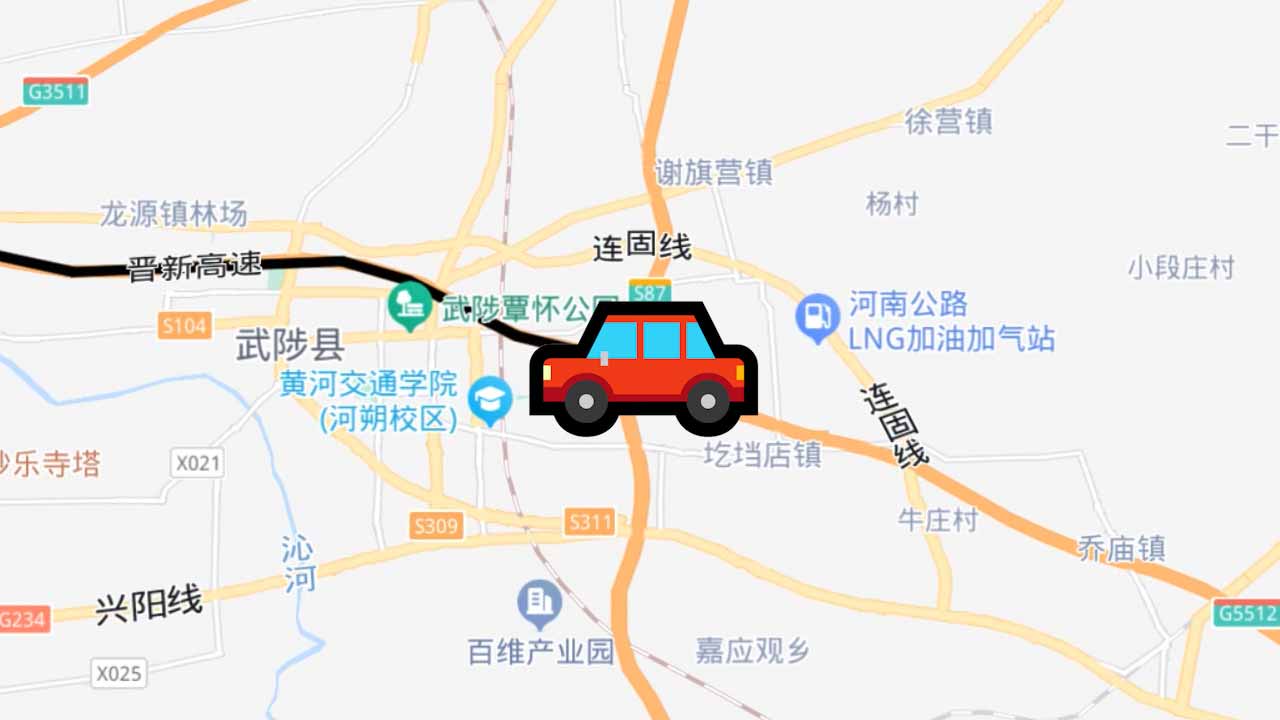 G3511
徐营镇
二干
谢旗营镇
杨村
龙源镇林场
连固线
晋新高速
小段庄村
S87
武陟覃怀公园
河南公路
LNG加油加气站
S104
武陟县
黄河交通学院
(河朔校区)
连固线
圪垱店镇
X021
妙乐寺塔
S309
S311
牛庄村
沁河
乔庙镇
兴阳线
G234
G5512
百维产业园
嘉应观乡
X025